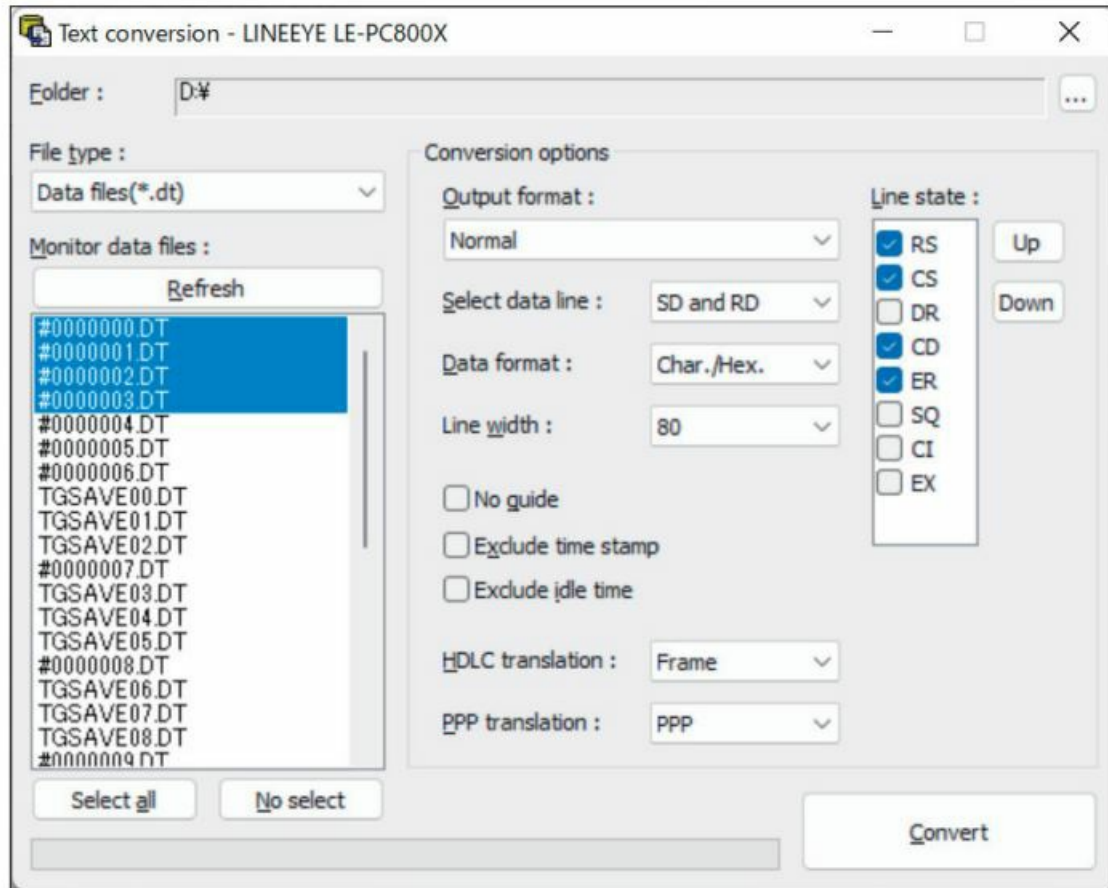 Text conversion - LINEEYE LE-PC800X
Folder : D:¥ ...
File type :
Data files(*.dt)
Monitor data files :
Refresh
#0000000.DT
#0000001.DT
#0000002.DT
#0000003.DT
#0000004.DT
#0000005.DT
#0000006.DT
TGSAVE00.DT
TGSAVE01.DT
TGSAVE02.DT
#0000007.DT
TGSAVE03.DT
TGSAVE04.DT
TGSAVE05.DT
#0000008.DT
TGSAVE06.DT
TGSAVE07.DT
TGSAVE08.DT
#0000009.DT
Select all No select
Conversion options
Output format :
Normal
Select data line : SD and RD
Data format : Char./Hex.
Line width : 80
No guide
Exclude time stamp
Exclude idle time
HDLC translation : Frame
PPP translation : PPP
Line state :
RS
CS
DR
CD
ER
SQ
CI
EX
Up
Down
Convert